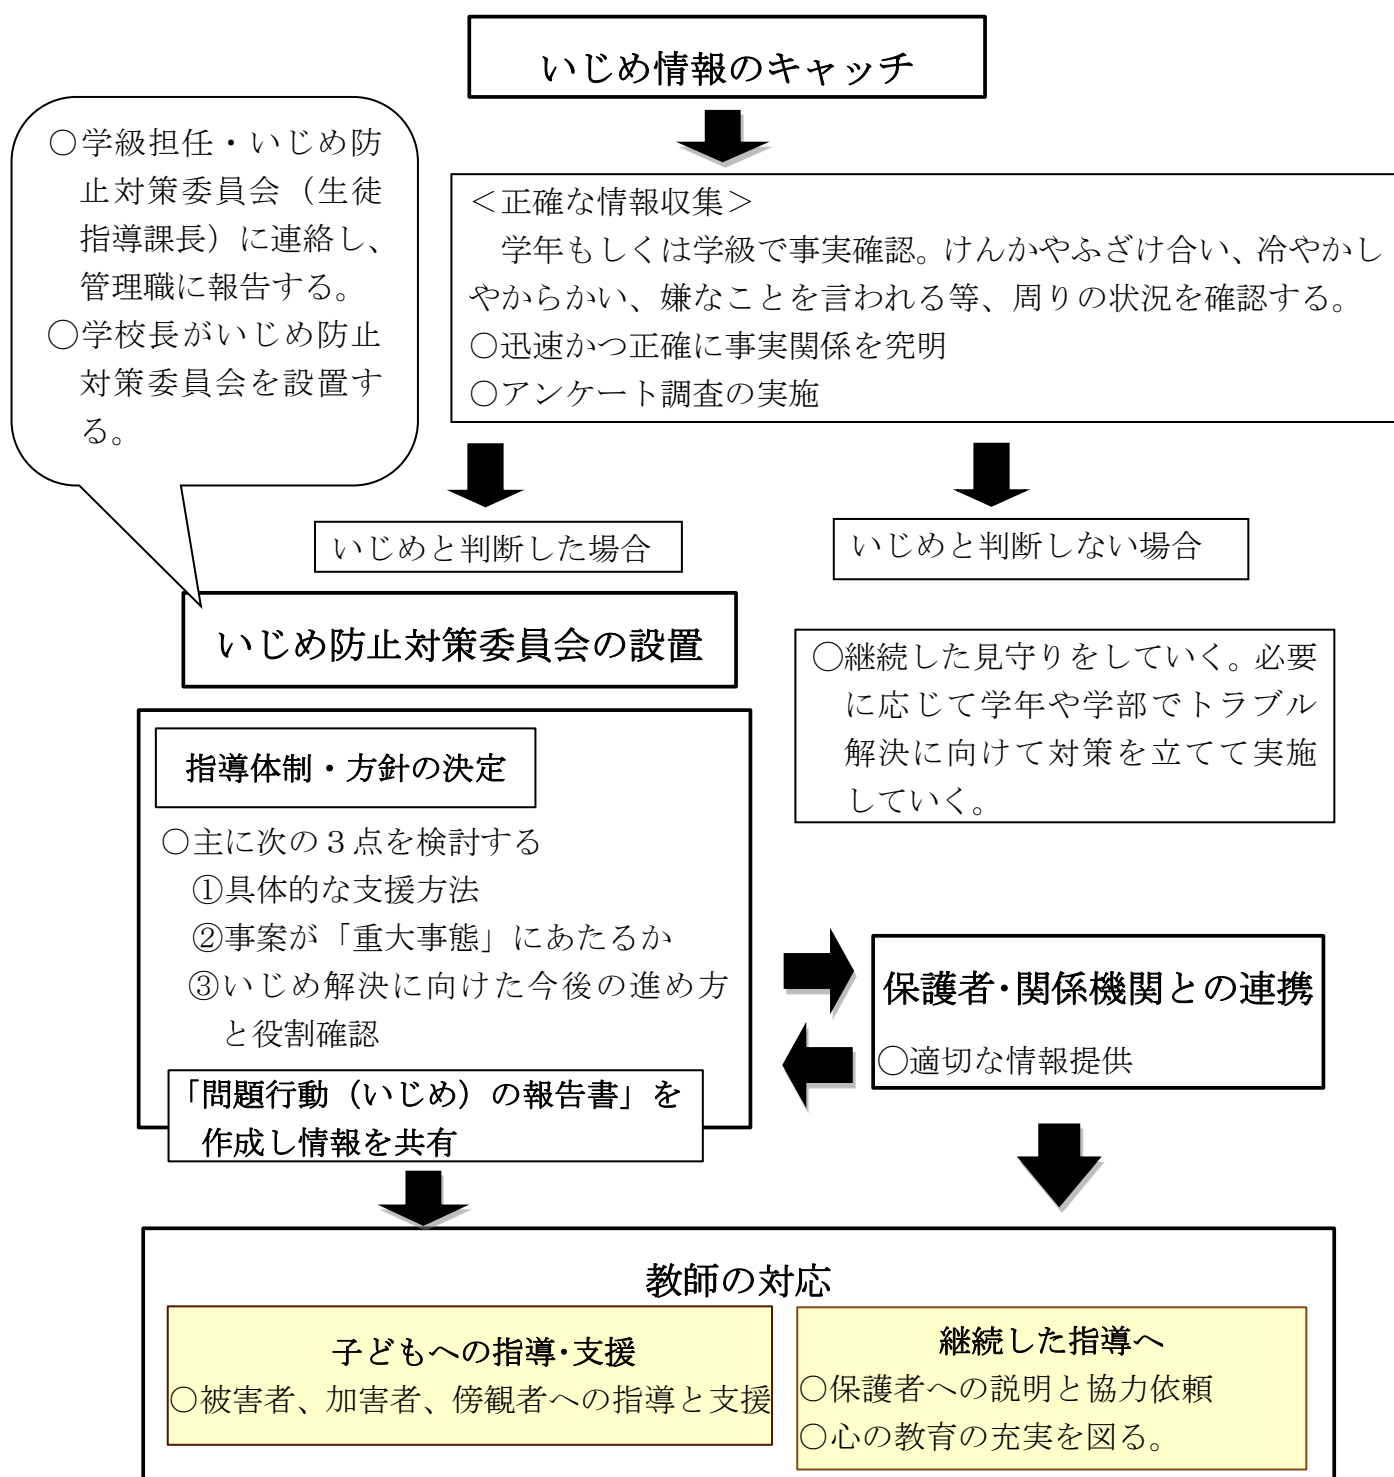 いじめ情報のキャッチ
○学級担任・いじめ防
止対策委員会（生徒
指導課長）に連絡し、
管理職に報告する。
○学校長がいじめ防止
対策委員会を設置す
る。
＜正確な情報収集＞
学年もしくは学級で事実確認。けんかやふざけ合い、冷やかし
やからかい、嫌なことを言われる等、周りの状況を確認する。
○迅速かつ正確に事実関係を究明
○アンケート調査の実施
いじめと判断した場合
いじめと判断しない場合
いじめ防止対策委員会の設置
○継続した見守りをしていく。必要
に応じて学年や学部でトラブル
解決に向けて対策を立てて実施
していく。
指導体制・方針の決定
○主に次の３点を検討する
①具体的な支援方法
②事案が「重大事態」にあたるか
③いじめ解決に向けた今後の進め方
と役割確認
「問題行動（いじめ）の報告書」を
作成し情報を共有
保護者・関係機関との連携
○適切な情報提供
教師の対応
子どもへの指導・支援
○被害者、加害者、傍観者への指導と支援
継続した指導へ
○保護者への説明と協力依頼
○心の教育の充実を図る。